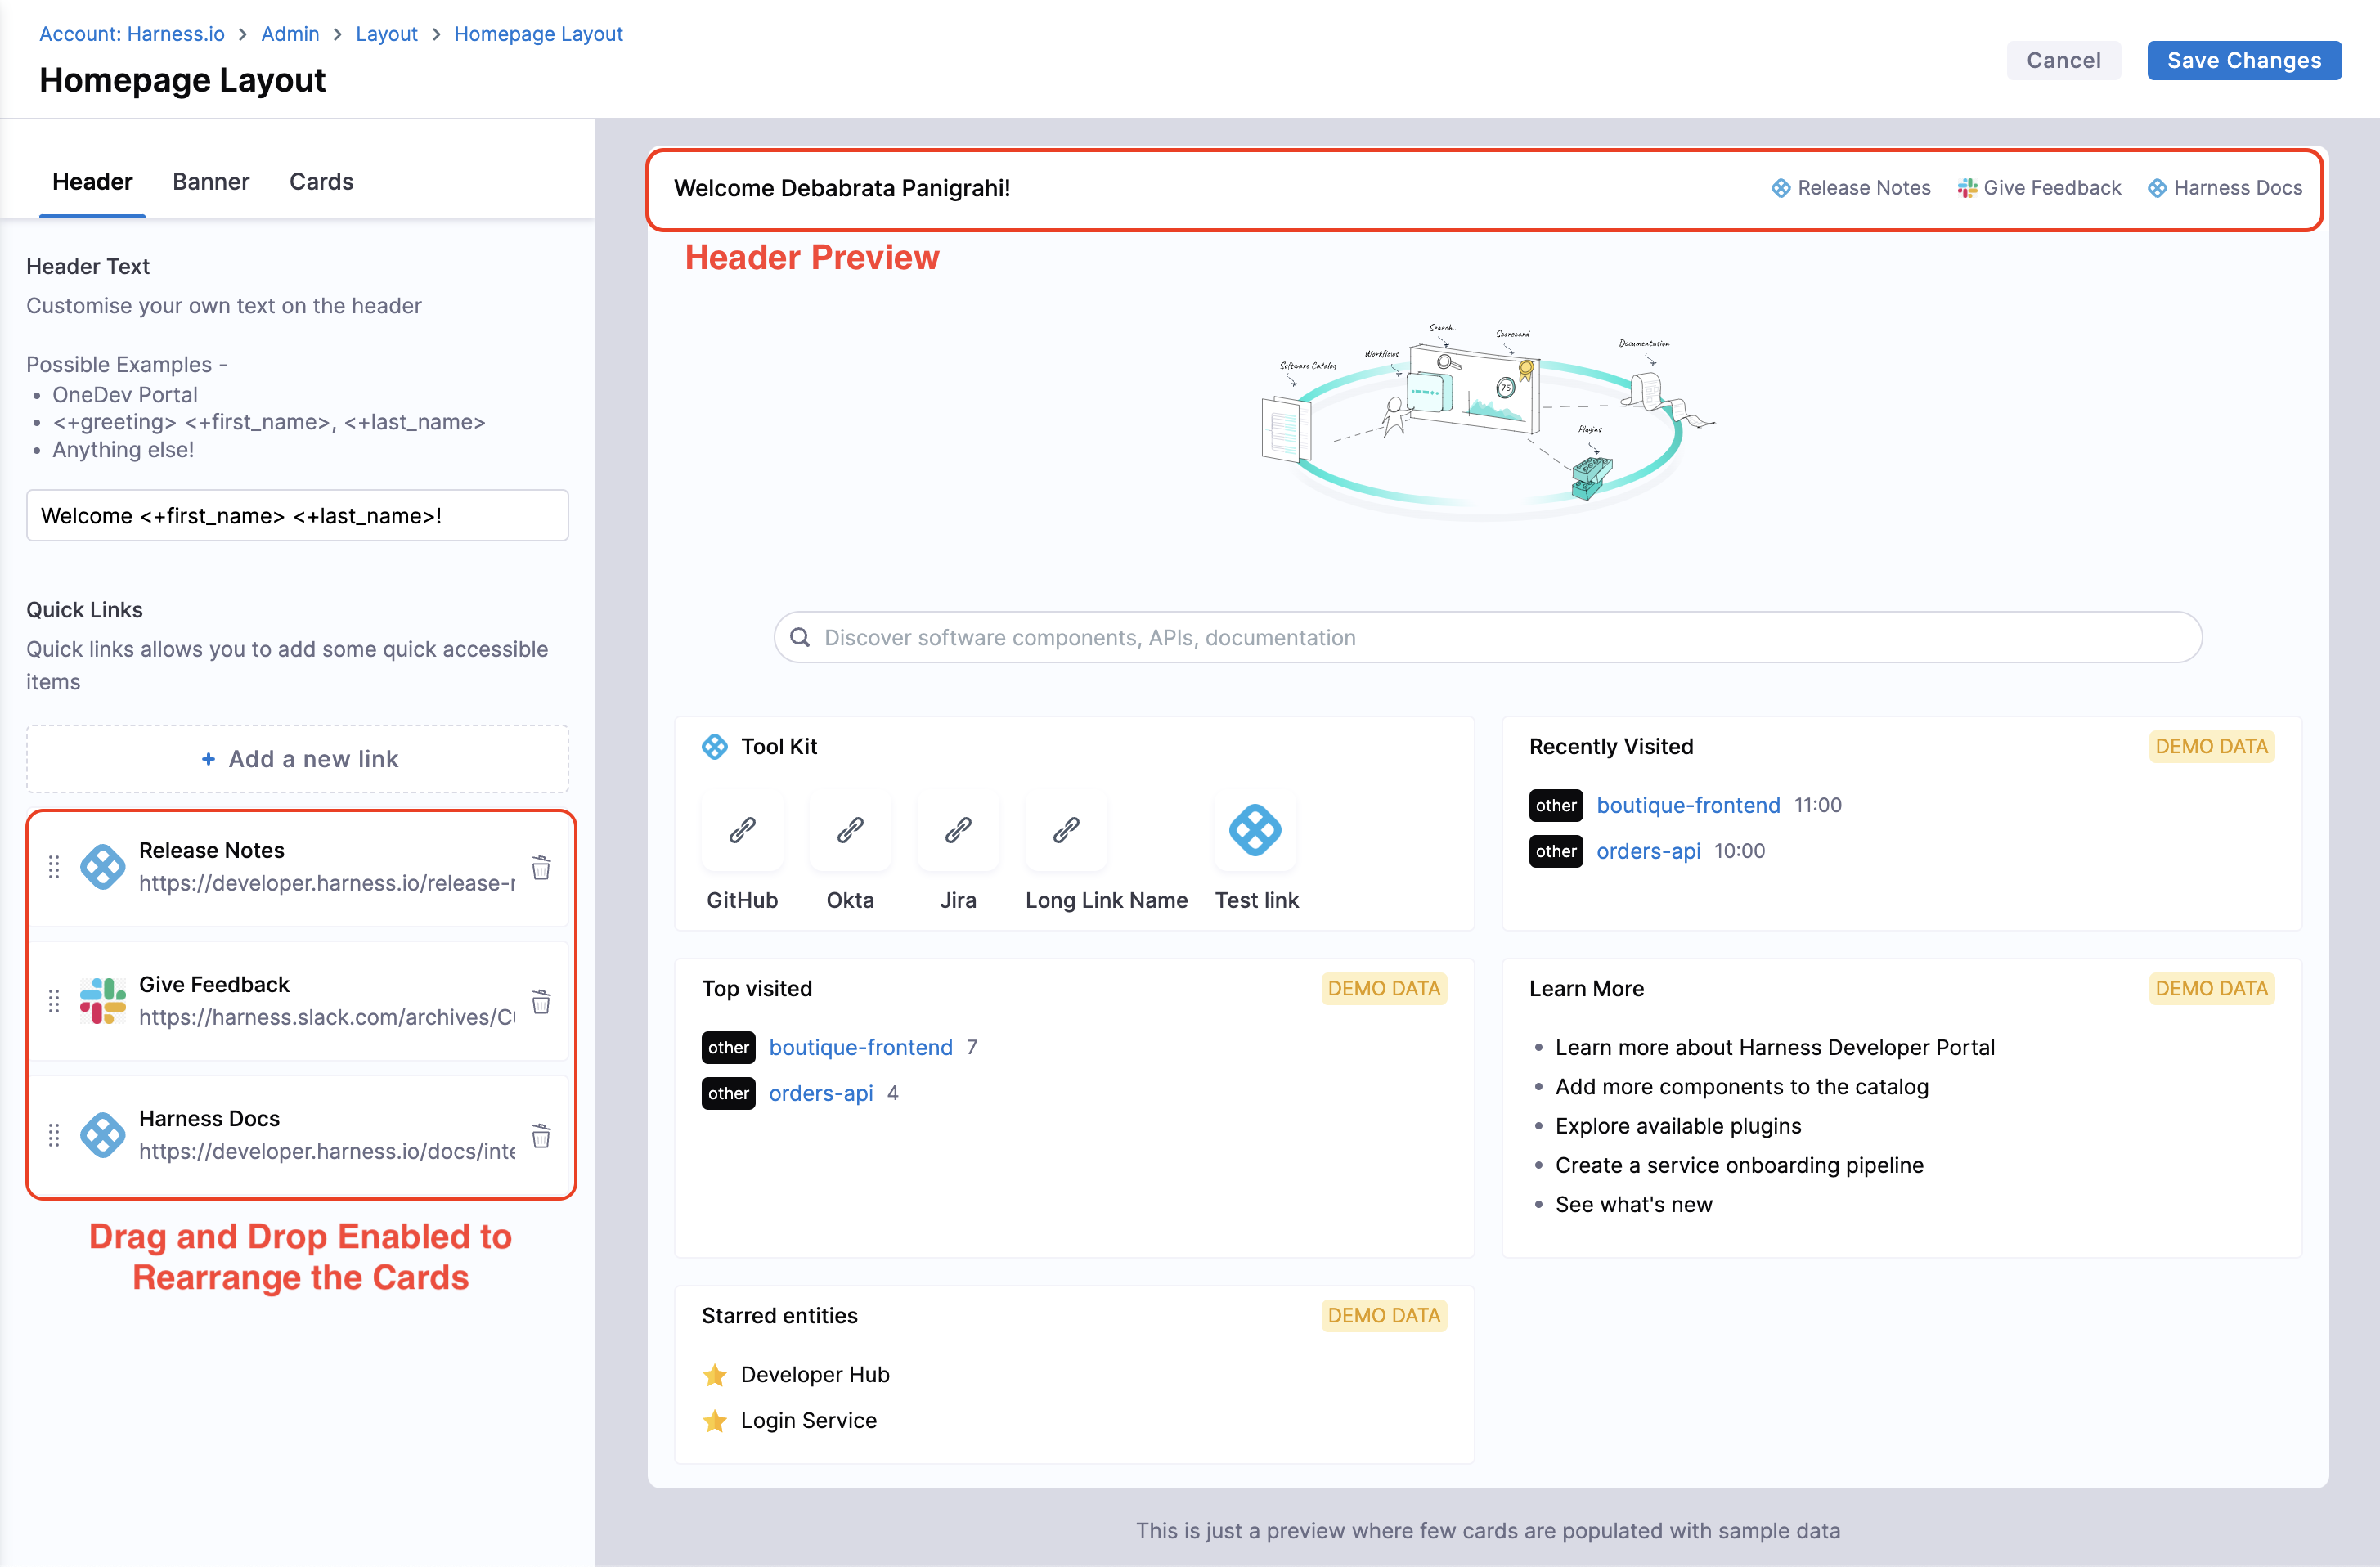 Account: Harness.io > Admin > Layout > Homepage Layout
Homepage Layout
Cancel
Save Changes
Header
Banner
Cards
Header Text
Customise your own text on the header
Possible Examples -
• OneDev Portal
• <+greeting> <+first_name>, <+last_name>
• Anything else!
Welcome <+first_name> <+last_name>!
Quick Links
Quick links allows you to add some quick accessible
items
+ Add a new link
Release Notes
https://developer.harness.io/release-
Give Feedback
https://harness.slack.com/archives/C
Harness Docs
https://developer.harness.io/docs/inte
Drag and Drop Enabled to
Rearrange the Cards
Welcome Debabrata Panigrahi!
Release Notes
Give Feedback
Harness Docs
Header Preview
Software Catalog
Workflows
Search..
Scorecard
75
Documentation
Plugins
Discover software components, APIs, documentation
Tool Kit
GitHub
Okta
Jira
Long Link Name
Test link
Recently Visited
DEMO DATA
other boutique-frontend 11:00
other orders-api 10:00
Top visited
DEMO DATA
other boutique-frontend 7
other orders-api 4
Learn More
DEMO DATA
• Learn more about Harness Developer Portal
• Add more components to the catalog
• Explore available plugins
• Create a service onboarding pipeline
• See what's new
Starred entities
DEMO DATA
Developer Hub
Login Service
This is just a preview where few cards are populated with sample data